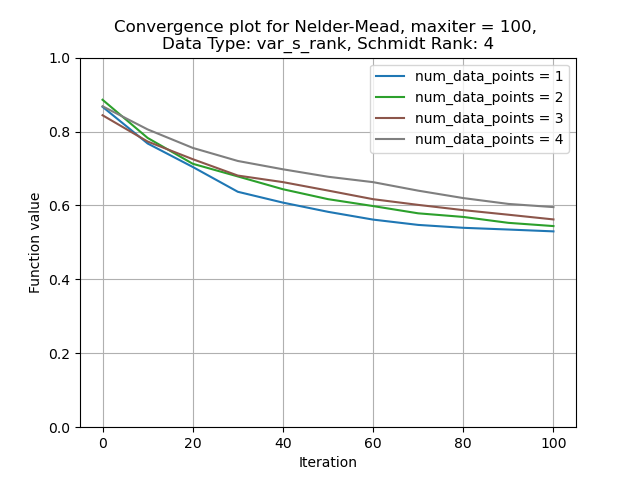 Convergence plot for Nelder-Mead, maxiter = 100,
Data Type: var_s_rank, Schmidt Rank: 4
num_data_points = 1
num_data_points = 2
num_data_points = 3
num_data_points = 4
Function value
1.0
0.8
0.6
0.4
0.2
0.0
0 20 40 60 80 100
Iteration